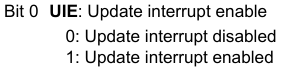 Bit 0 UIE: Update interrupt enable
0: Update interrupt disabled
1: Update interrupt enabled